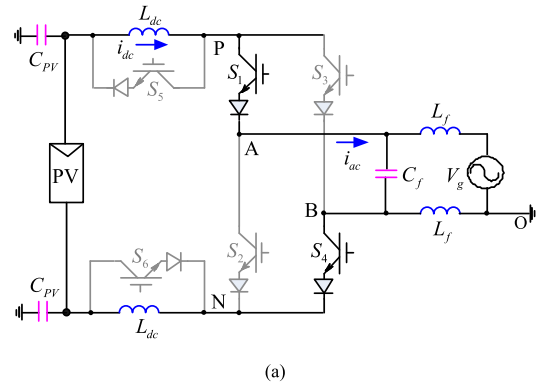 L_dc
i_dc
P
C_PV
S_5
S_1
S_3
L_f
A
i_ac
C_f
V_g
PV
B
O
L_f
S_6
S_2
S_4
C_PV
N
L_dc
(a)